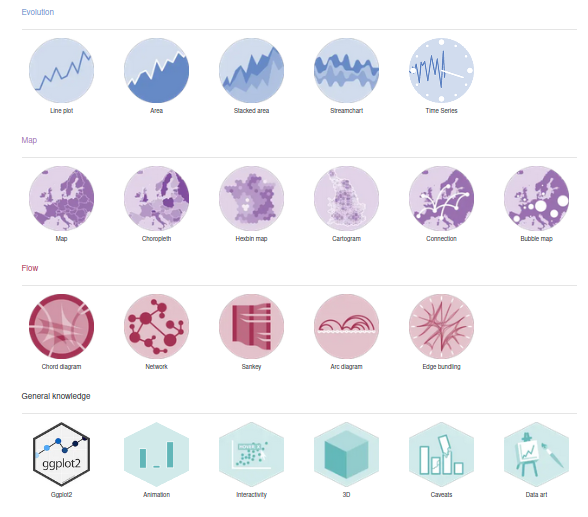 Evolution
Line plot Area Stacked area Streamchart Time Series
Map
Map Choropleth Hexbin map Cartogram Connection Bubble map
Flow
Chord diagram Network Sankey Arc diagram Edge bundling
General knowledge
ggplot2
Ggplot2 Animation Interactivity 3D Caveats Data art